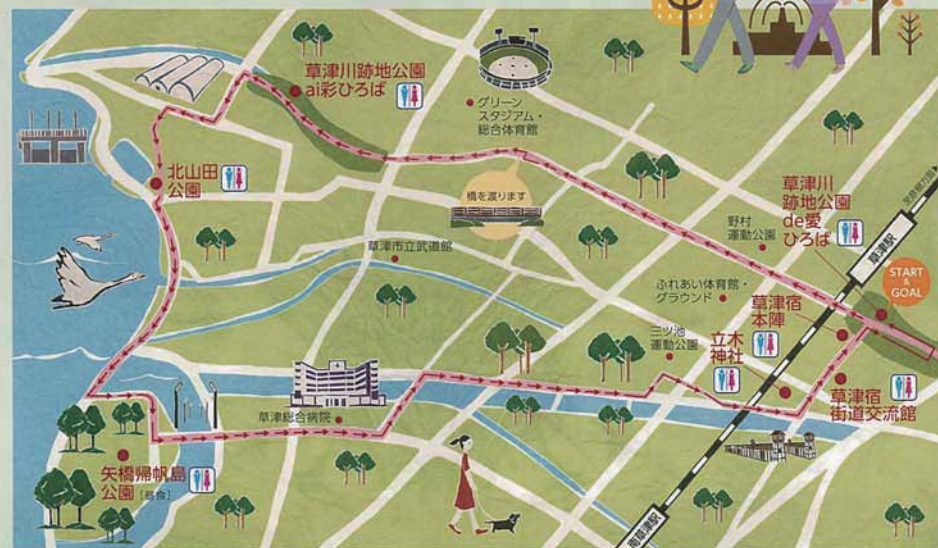 草津川跡地公園
ai彩ひろば
グリーン
スタジアム・
総合体育館
北山田
公園
橋を渡ります
草津市立武道館
草津川
跡地公園
de愛
ひろば
野村
運動公園
草津駅
START
&
GOAL
ふれあい体育館・
グラウンド
草津宿
本陣
三ツ池
運動公園
立木
神社
草津宿
街道交流館
草津総合病院
矢橋帰帆島
公園[昼食]
南草津駅